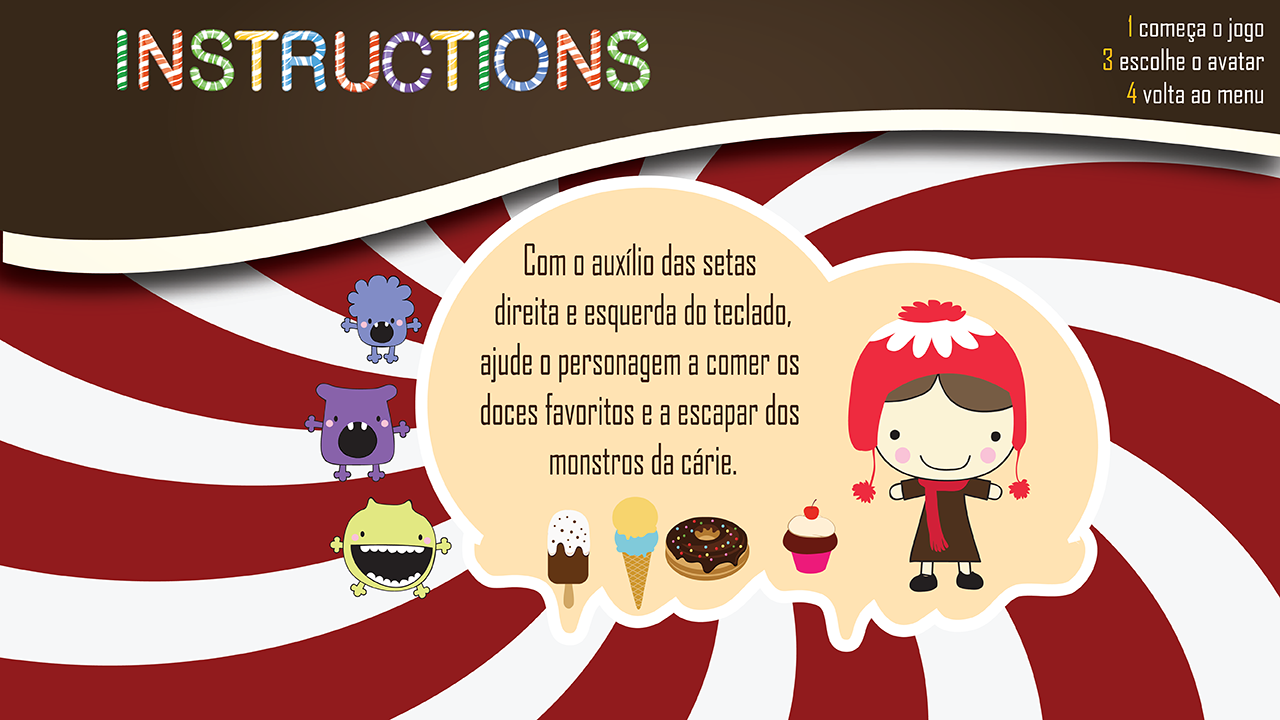 INSTRUCTIONS
1 começa o jogo
3 escolhe o avatar
4 volta ao menu
Com o auxílio das setas
direita e esquerda do teclado,
ajude o personagem a comer os
doces favoritos e a escapar dos
monstros da cárie.